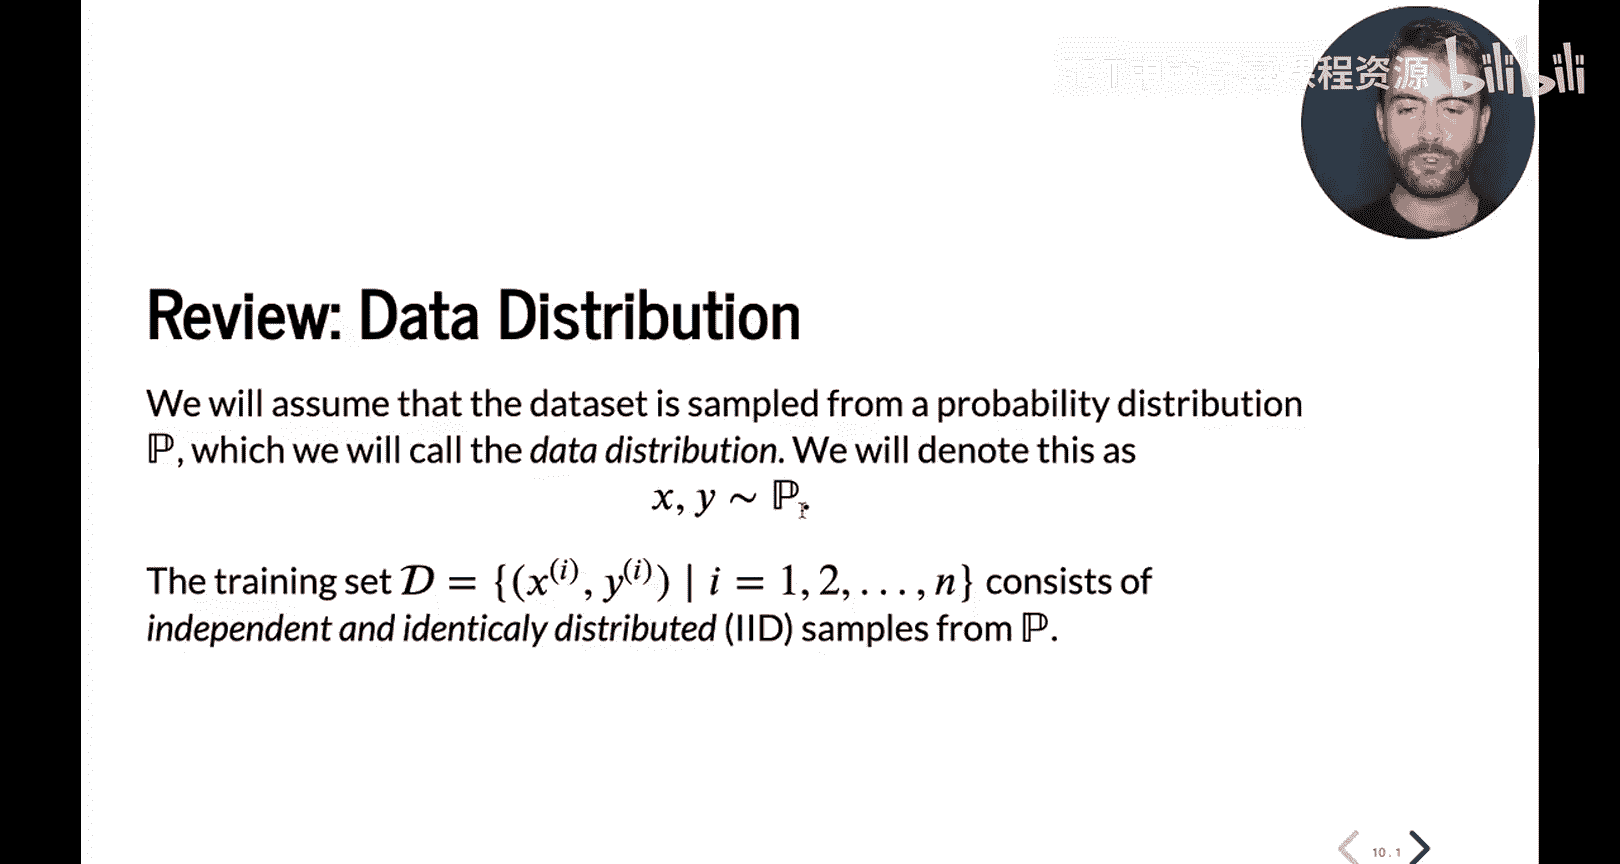 程资源 bilibili
Review: Data Distribution
We will assume that the dataset is sampled from a probability distribution
ℙ, which we will call the data distribution. We will denote this as
x, y ∼ ℙ.
The training set 𝒟 = {(x⁽ⁱ⁾, y⁽ⁱ⁾) | i = 1, 2, . . . , n} consists of
independent and identicaly distributed (IID) samples from ℙ.
10.1